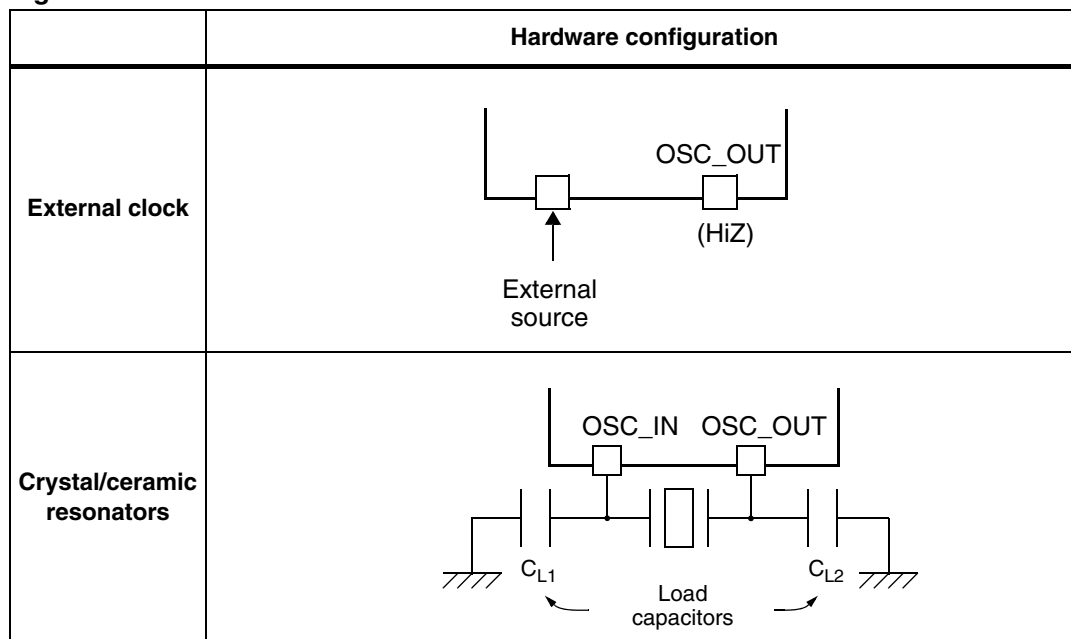 Hardware configuration
External clock
OSC_OUT
(HiZ)
External
source
Crystal/ceramic
resonators
OSC_IN OSC_OUT
CL1
CL2
Load
capacitors